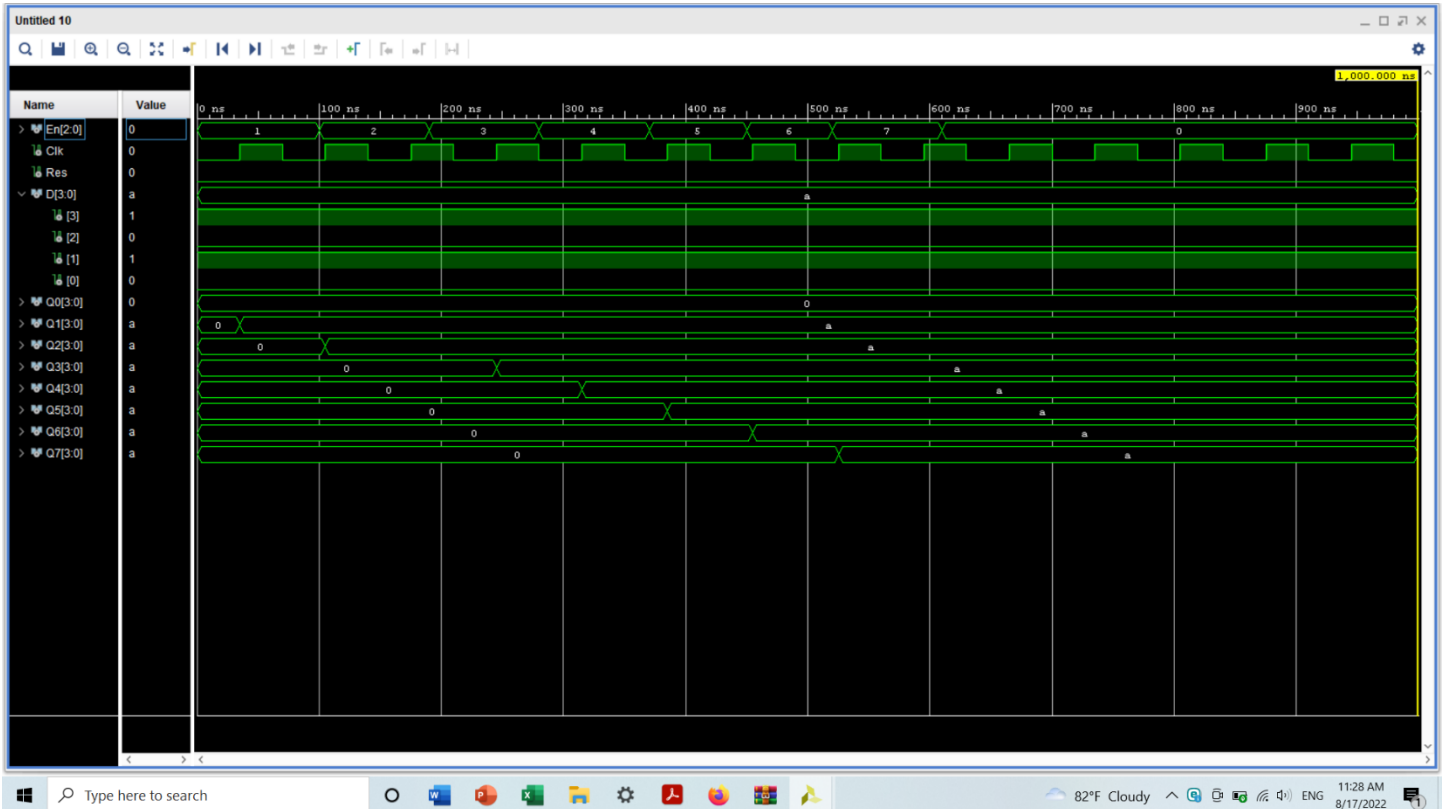 Untitled 10
1,000.000 ns
Name Value 0 ns 100 ns 200 ns 300 ns 400 ns 500 ns 600 ns 700 ns 800 ns 900 ns
En[2:0] 0 1 2 3 4 5 6 7 0
Clk 0
Res 0
D[3:0] a a
[3] 1
[2] 0
[1] 1
[0] 0
Q0[3:0] 0 0
Q1[3:0] a 0 a
Q2[3:0] a 0 a
Q3[3:0] a 0 a
Q4[3:0] a 0 a
Q5[3:0] a 0 a
Q6[3:0] a 0 a
Q7[3:0] a 0 a
Type here to search 82°F Cloudy ENG 11:28 AM
8/17/2022